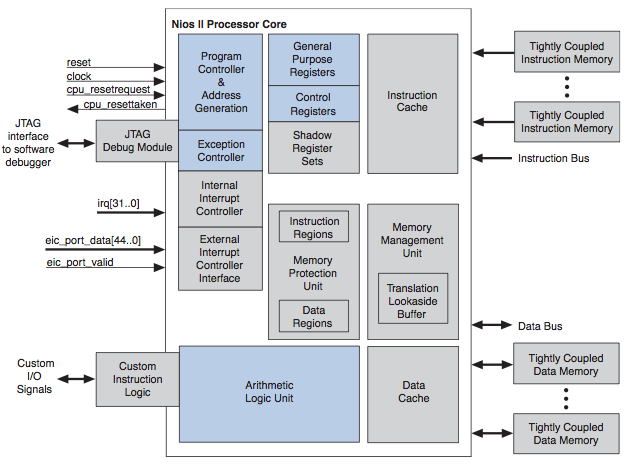 Nios II Processor Core
reset
clock
cpu_resetrequest
cpu_resettaken
JTAG
interface
to software
debugger
JTAG
Debug Module
irq[31..0]
eic_port_data[44..0]
eic_port_valid
Custom
I/O
Signals
Custom
Instruction
Logic
Program
Controller
&
Address
Generation
Exception
Controller
Internal
Interrupt
Controller
External
Interrupt
Controller
Interface
General
Purpose
Registers
Control
Registers
Shadow
Register
Sets
Instruction
Cache
Instruction
Regions
Memory
Protection
Unit
Data
Regions
Memory
Management
Unit
Translation
Lookaside
Buffer
Arithmetic
Logic Unit
Data
Cache
Tightly Coupled
Instruction Memory
Tightly Coupled
Instruction Memory
Instruction Bus
Data Bus
Tightly Coupled
Data Memory
Tightly Coupled
Data Memory